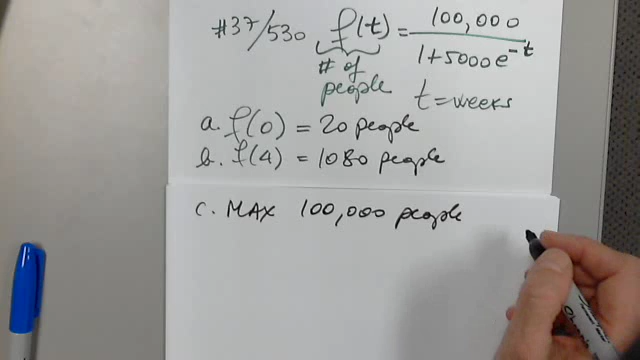 #37/530 f(t) = 100,000 / 1+5000e^-t
# of people
t = weeks
a. f(0) = 20 people
b. f(4) = 1080 people
c. MAX 100,000 people